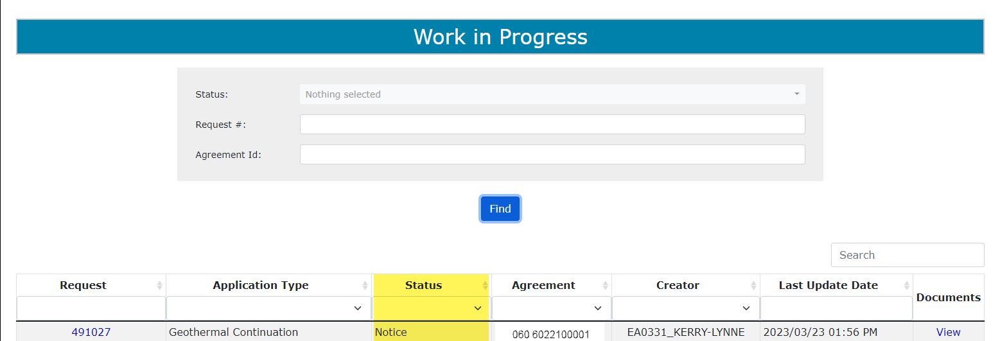 Work in Progress
Status: Nothing selected
Request #:
Agreement Id:
Find
Search
Request Application Type Status Agreement Creator Last Update Date Documents
491027 Geothermal Continuation Notice 060 6022100001 EA0331_KERRY-LYNNE 2023/03/23 01:56 PM View